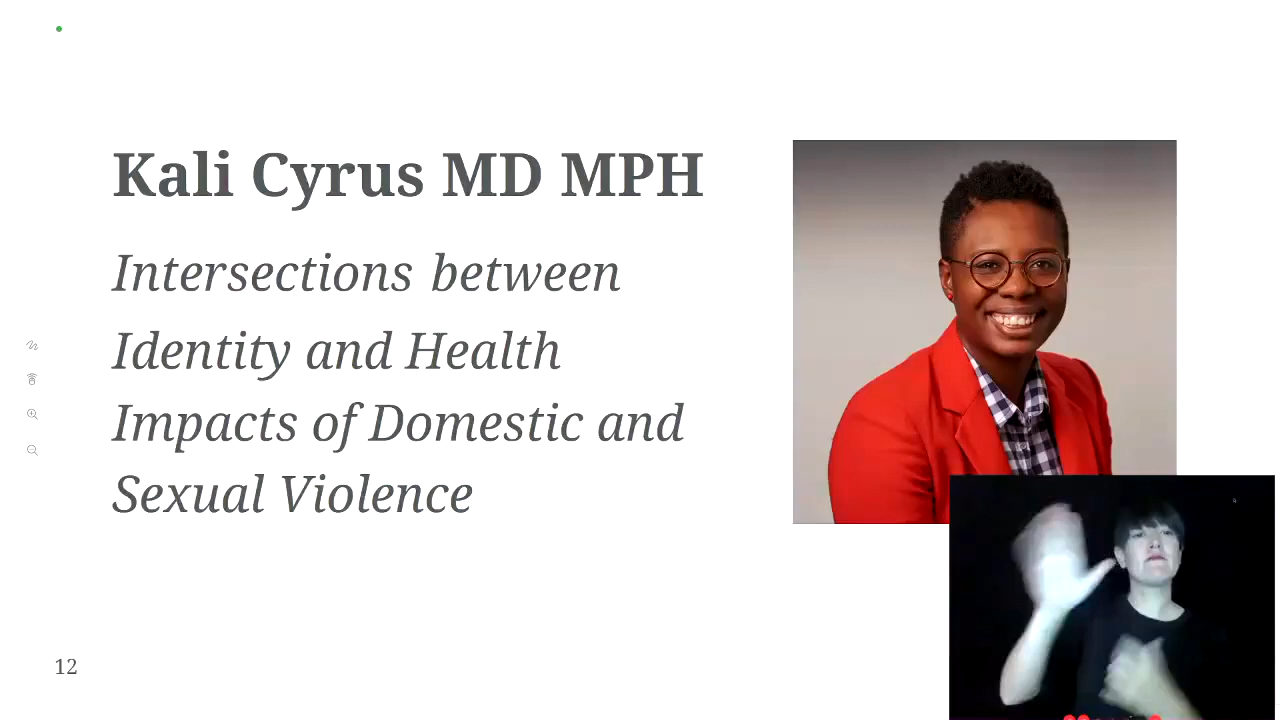 Kali Cyrus MD MPH
Intersections between
Identity and Health
Impacts of Domestic and
Sexual Violence
12